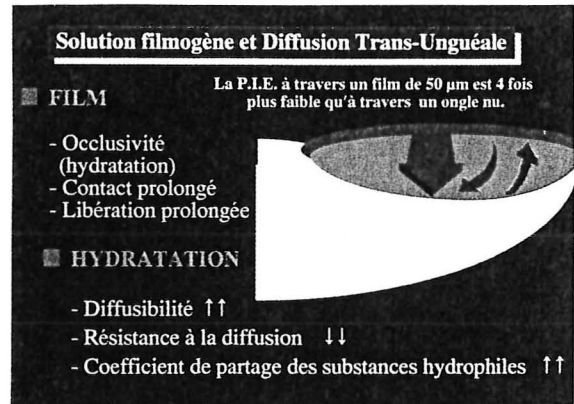 Solution filmogène et Diffusion Trans-Unguéale
La P.I.E. à travers un film de 50 µm est 4 fois
plus faible qu'à travers un ongle nu.
FILM
- Occlusivité
(hydratation)
- Contact prolongé
- Libération prolongée
HYDRATATION
- Diffusibilité ↑↑
- Résistance à la diffusion ↓↓
- Coefficient de partage des substances hydrophiles ↑↑